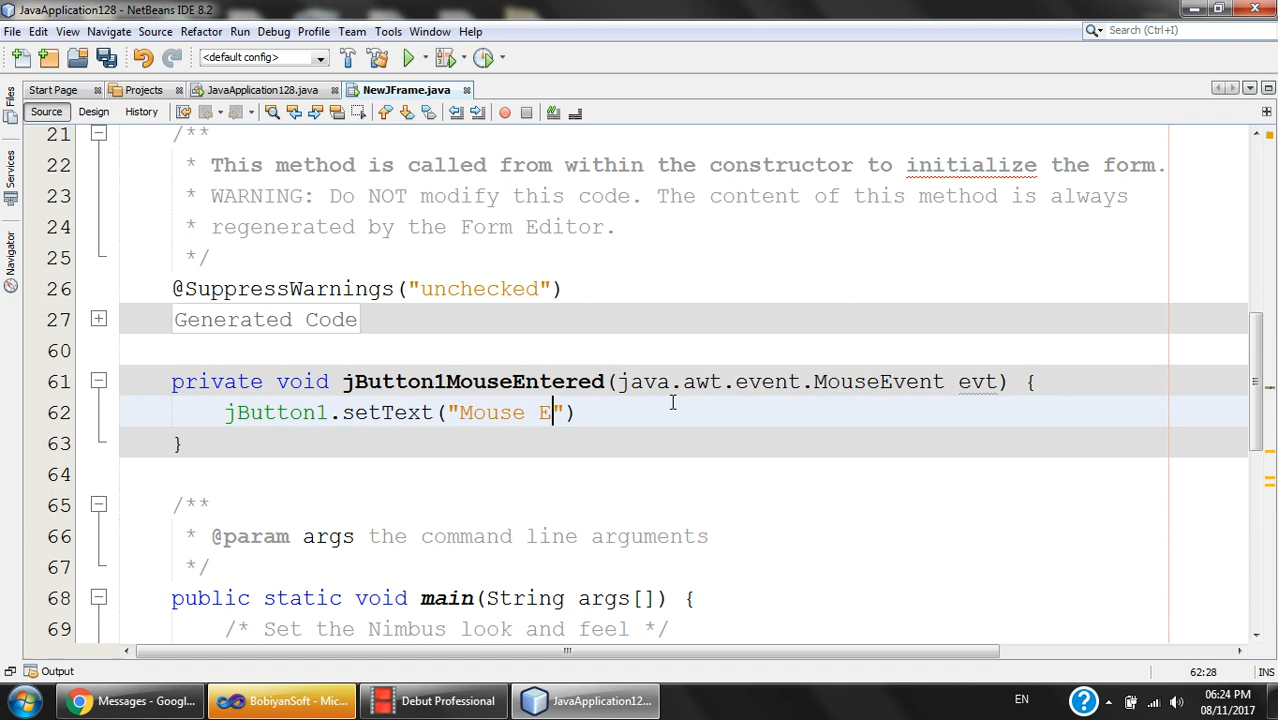 JavaApplication128 - NetBeans IDE 8.2
File Edit View Navigate Source Refactor Run Debug Profile Team Tools Window Help
Search (Ctrl+I)
<default config>
Start Page Projects JavaApplication128.java NewJFrame.java
Source Design History
Files
Services
Navigator
21 /**
22 * This method is called from within the constructor to initialize the form.
23 * WARNING: Do NOT modify this code. The content of this method is always
24 * regenerated by the Form Editor.
25 */
26 @SuppressWarnings("unchecked")
27 Generated Code
60
61 private void jButton1MouseEntered(java.awt.event.MouseEvent evt) {
62 jButton1.setText("Mouse E")
63 }
64
65 /**
66 * @param args the command line arguments
67 */
68 public static void main(String args[]) {
69 /* Set the Nimbus look and feel */
Output
62:28 INS
Messages - Googl... BobiyanSoft - Mic... Debut Professional JavaApplication12...
EN
06:24 PM
08/11/2017